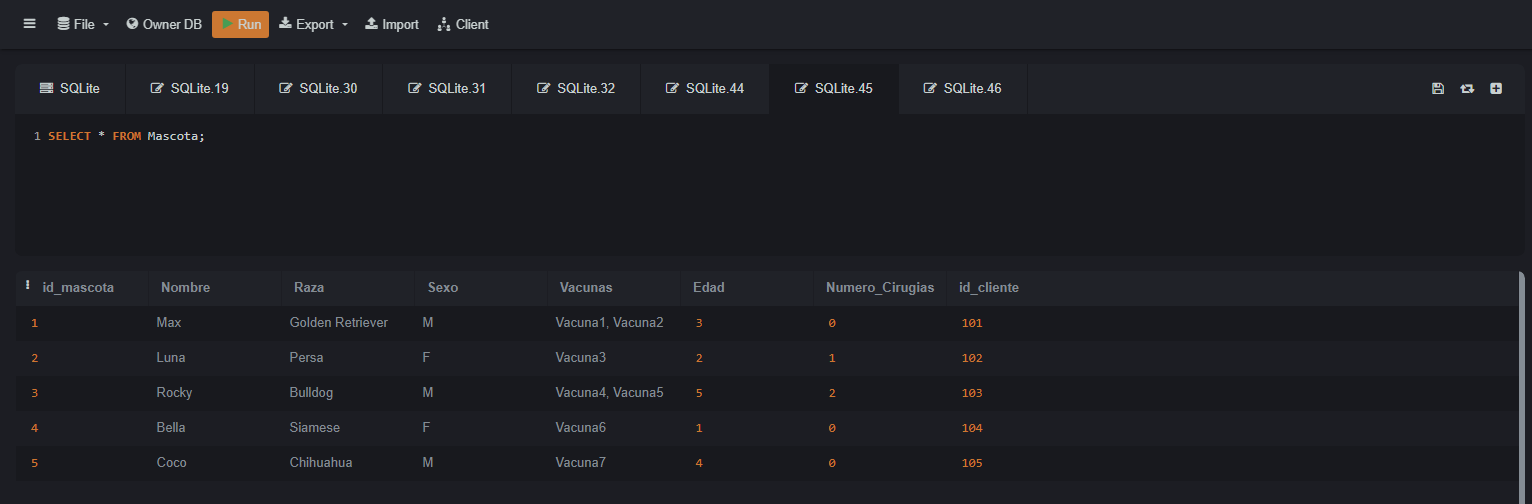 File Owner DB Run Export Import Client
SQLite SQLite.19 SQLite.30 SQLite.31 SQLite.32 SQLite.44 SQLite.45 SQLite.46
1 SELECT * FROM Mascota;
id_mascota Nombre Raza Sexo Vacunas Edad Numero_Cirugias id_cliente
1 Max Golden Retriever M Vacuna1, Vacuna2 3 0 101
2 Luna Persa F Vacuna3 2 1 102
3 Rocky Bulldog M Vacuna4, Vacuna5 5 2 103
4 Bella Siamese F Vacuna6 1 0 104
5 Coco Chihuahua M Vacuna7 4 0 105